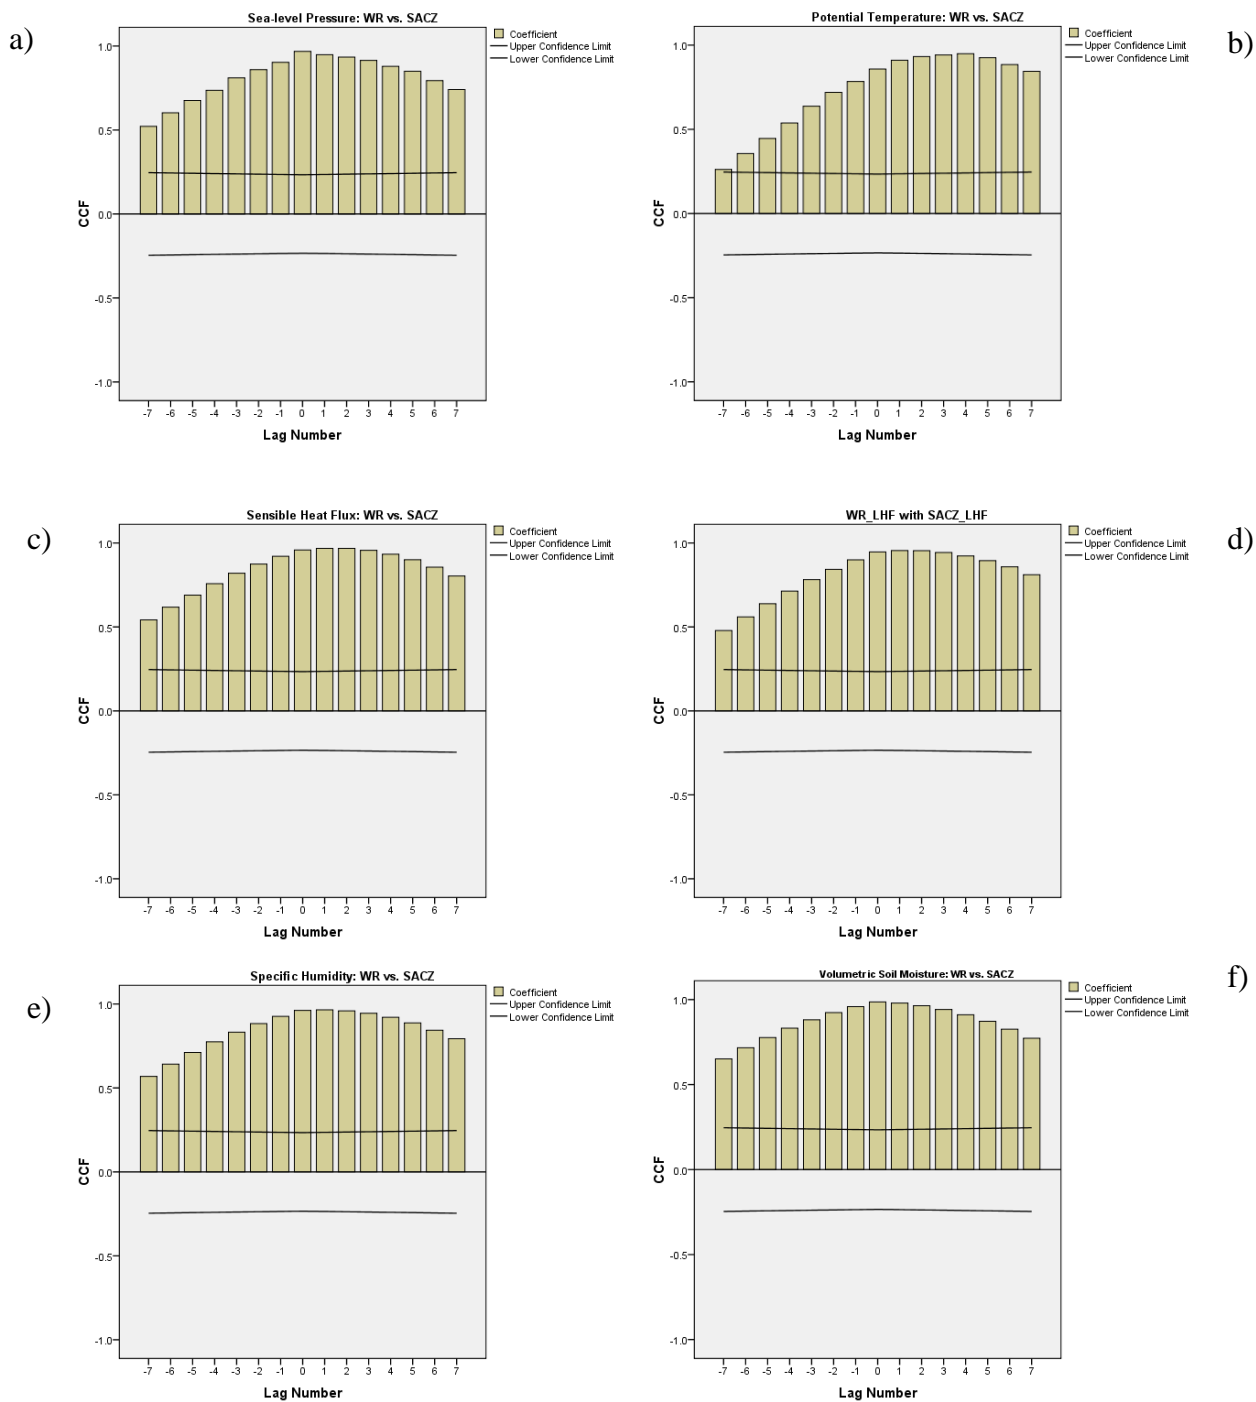 a)
Sea-level Pressure: WR vs. SACZ
Coefficient
Upper Confidence Limit
Lower Confidence Limit
1.0
0.5
0.0
-0.5
-1.0
CCF
-7 -6 -5 -4 -3 -2 -1 0 1 2 3 4 5 6 7
Lag Number
b)
Potential Temperature: WR vs. SACZ
Coefficient
Upper Confidence Limit
Lower Confidence Limit
1.0
0.5
0.0
-0.5
-1.0
CCF
-7 -6 -5 -4 -3 -2 -1 0 1 2 3 4 5 6 7
Lag Number
c)
Sensible Heat Flux: WR vs. SACZ
Coefficient
Upper Confidence Limit
Lower Confidence Limit
1.0
0.5
0.0
-0.5
-1.0
CCF
-7 -6 -5 -4 -3 -2 -1 0 1 2 3 4 5 6 7
Lag Number
d)
WR_LHF with SACZ_LHF
Coefficient
Upper Confidence Limit
Lower Confidence Limit
1.0
0.5
0.0
-0.5
-1.0
CCF
-7 -6 -5 -4 -3 -2 -1 0 1 2 3 4 5 6 7
Lag Number
e)
Specific Humidity: WR vs. SACZ
Coefficient
Upper Confidence Limit
Lower Confidence Limit
1.0
0.5
0.0
-0.5
-1.0
CCF
-7 -6 -5 -4 -3 -2 -1 0 1 2 3 4 5 6 7
Lag Number
f)
Volumetric Soil Moisture: WR vs. SACZ
Coefficient
Upper Confidence Limit
Lower Confidence Limit
1.0
0.5
0.0
-0.5
-1.0
CCF
-7 -6 -5 -4 -3 -2 -1 0 1 2 3 4 5 6 7
Lag Number